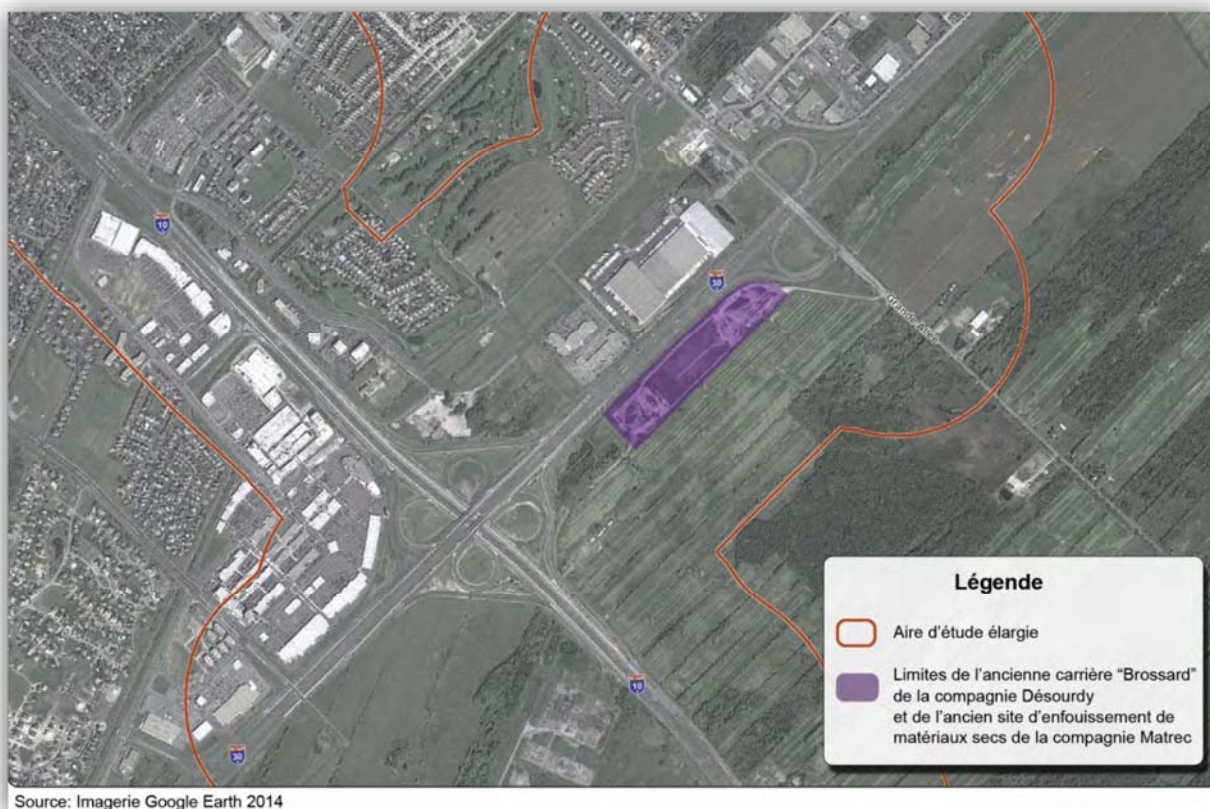 10
30
Grande-Allée
10
30
Légende
Aire d'étude élargie
Limites de l'ancienne carrière “Brossard”
de la compagnie Désourdy
et de l'ancien site d'enfouissement de
matériaux secs de la compagnie Matrec
Source: Imagerie Google Earth 2014